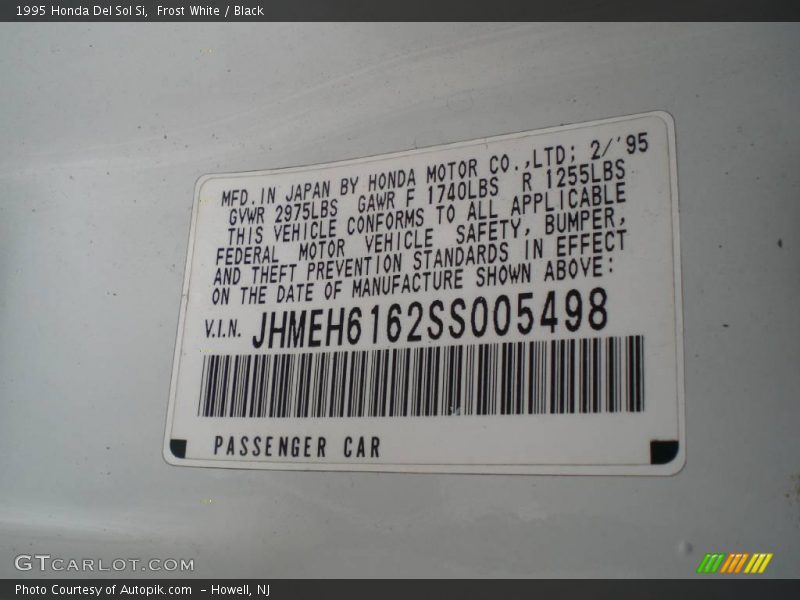 1995 Honda Del Sol Si,  Frost White / Black
MFD. IN JAPAN BY HONDA MOTOR CO.,LTD; 2/'95
GVWR 2975LBS GAWR F 1740LBS R 1255LBS
THIS VEHICLE CONFORMS TO ALL APPLICABLE
FEDERAL MOTOR VEHICLE SAFETY, BUMPER,
AND THEFT PREVENTION STANDARDS IN EFFECT
ON THE DATE OF MANUFACTURE SHOWN ABOVE:
V.I.N. JHMEH6162SS005498
PASSENGER CAR
GTCARLOT.COM
Photo Courtesy of Autopik.com  – Howell, NJ